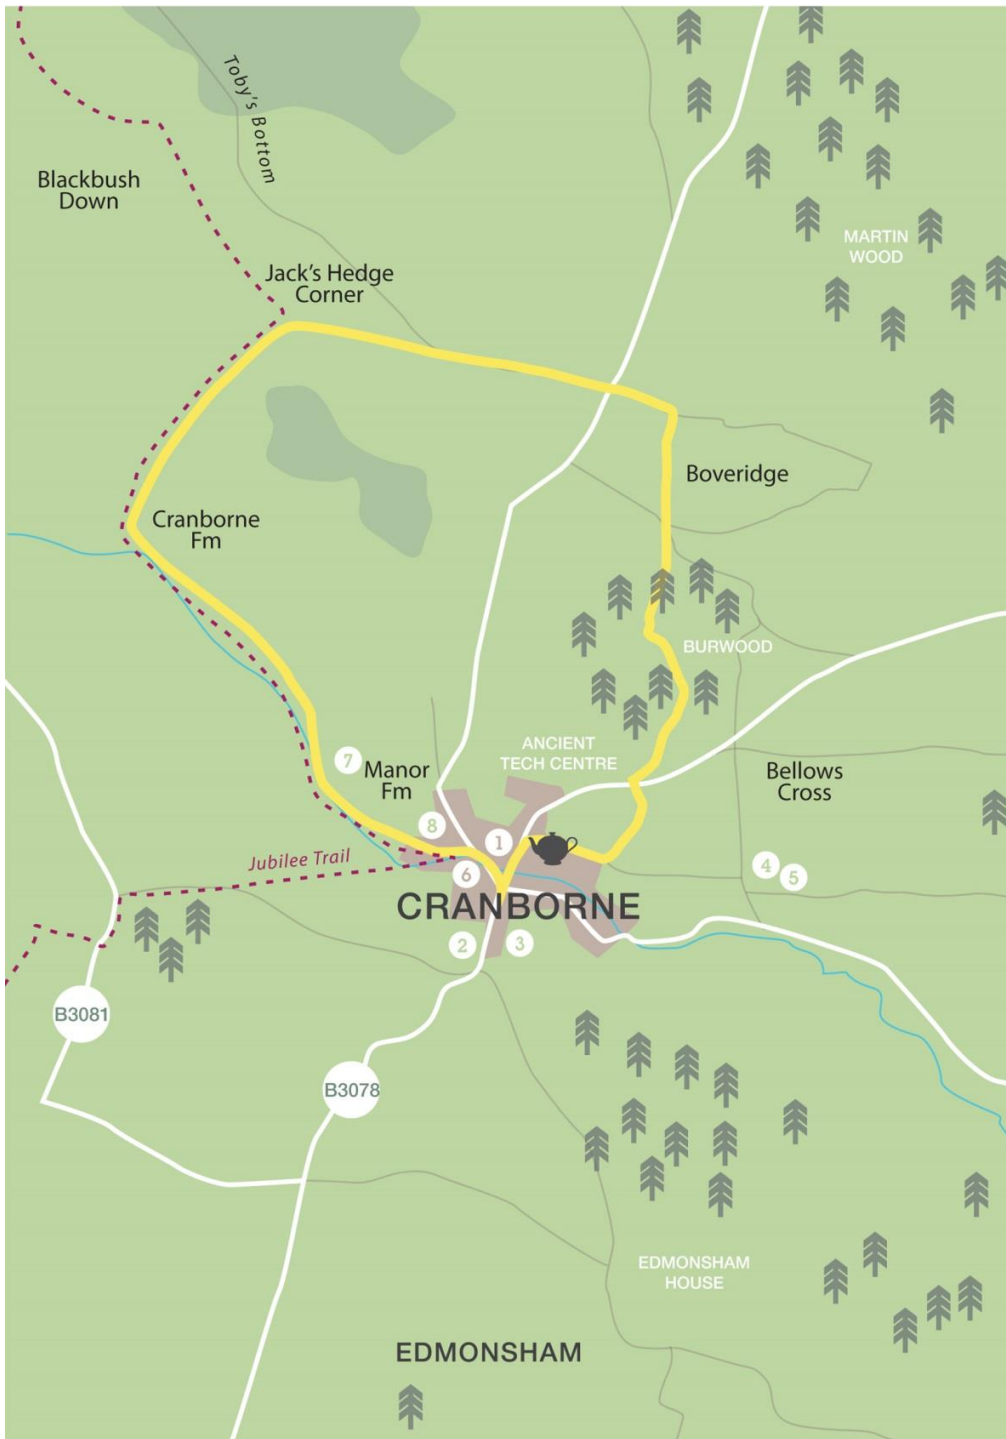 Toby's Bottom
Blackbush
Down
MARTIN
WOOD
Jack's Hedge
Corner
Boveridge
Cranborne
Fm
BURWOOD
ANCIENT
TECH CENTRE
7
Manor
Fm
Bellows
Cross
8
1
Jubilee Trail
6
4
5
CRANBORNE
2
3
B3081
B3078
EDMONSHAM
HOUSE
EDMONSHAM